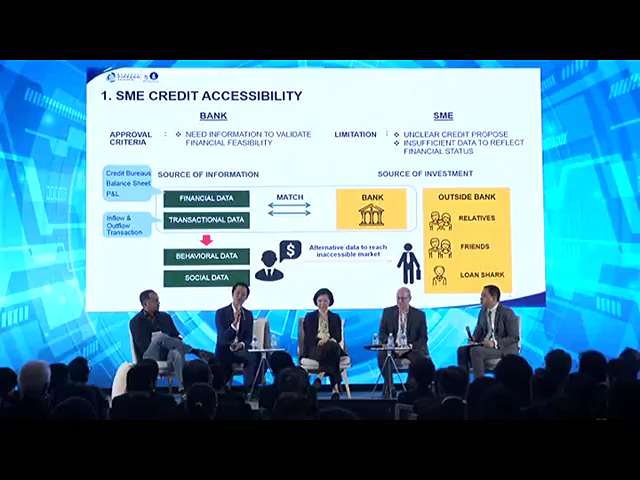 1. SME CREDIT ACCESSIBILITY
BANK
SME
APPROVAL CRITERIA : ❖ NEED INFORMATION TO VALIDATE FINANCIAL FEASIBILITY
LIMITATION : ❖ UNCLEAR CREDIT PROPOSE
❖ INSUFFICIENT DATA TO REFLECT FINANCIAL STATUS
Credit Bureaus
Balance Sheet
P&L
SOURCE OF INFORMATION
SOURCE OF INVESTMENT
FINANCIAL DATA
MATCH
BANK
OUTSIDE BANK
Inflow &
Outflow
Transaction
TRANSACTIONAL DATA
RELATIVES
BEHAVIORAL DATA
$
Alternative data to reach
inaccessible market
FRIENDS
SOCIAL DATA
LOAN SHARK